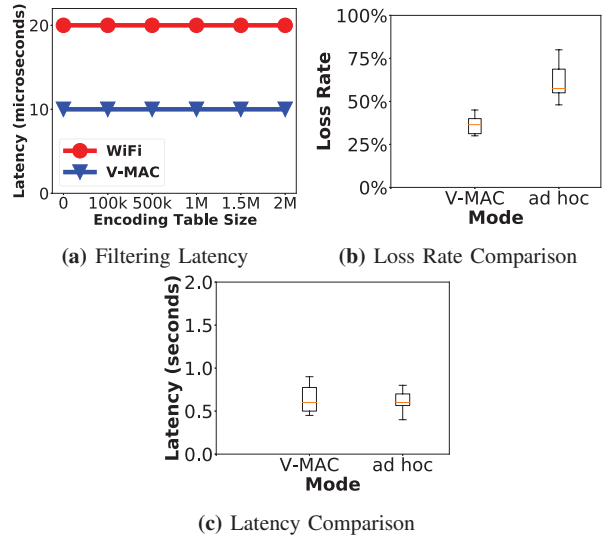 Latency (microseconds)
20
10
0
WiFi
V-MAC
0 100k 500k 1M 1.5M 2M
Encoding Table Size
(a) Filtering Latency
Loss Rate
80%
75%
50%
25%
0%
V-MAC ad hoc
Mode
(b) Loss Rate Comparison
Latency (seconds)
2.0
1.5
1.0
0.5
0.0
V-MAC ad hoc
Mode
(c) Latency Comparison